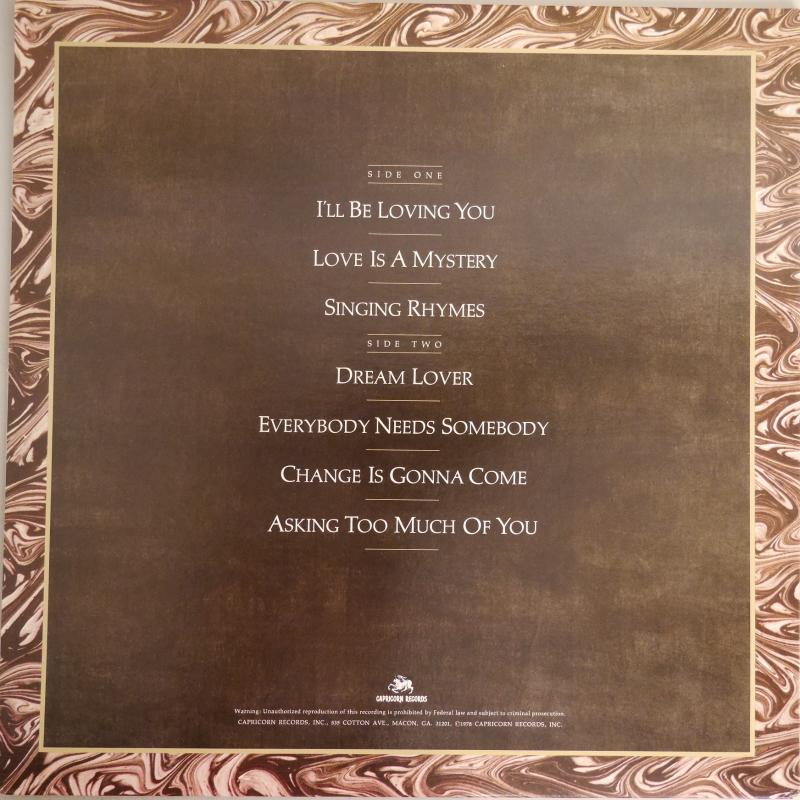 SIDE ONE
I'LL BE LOVING YOU
LOVE IS A MYSTERY
SINGING RHYMES
SIDE TWO
DREAM LOVER
EVERYBODY NEEDS SOMEBODY
CHANGE IS GONNA COME
ASKING TOO MUCH OF YOU
CAPRICORN RECORDS
Warning: Unauthorized reproduction of this recording is prohibited by Federal law and subject to criminal prosecution.
CAPRICORN RECORDS, INC., 535 COTTON AVE., MACON, GA. 31201, ©1978 CAPRICORN RECORDS, INC.